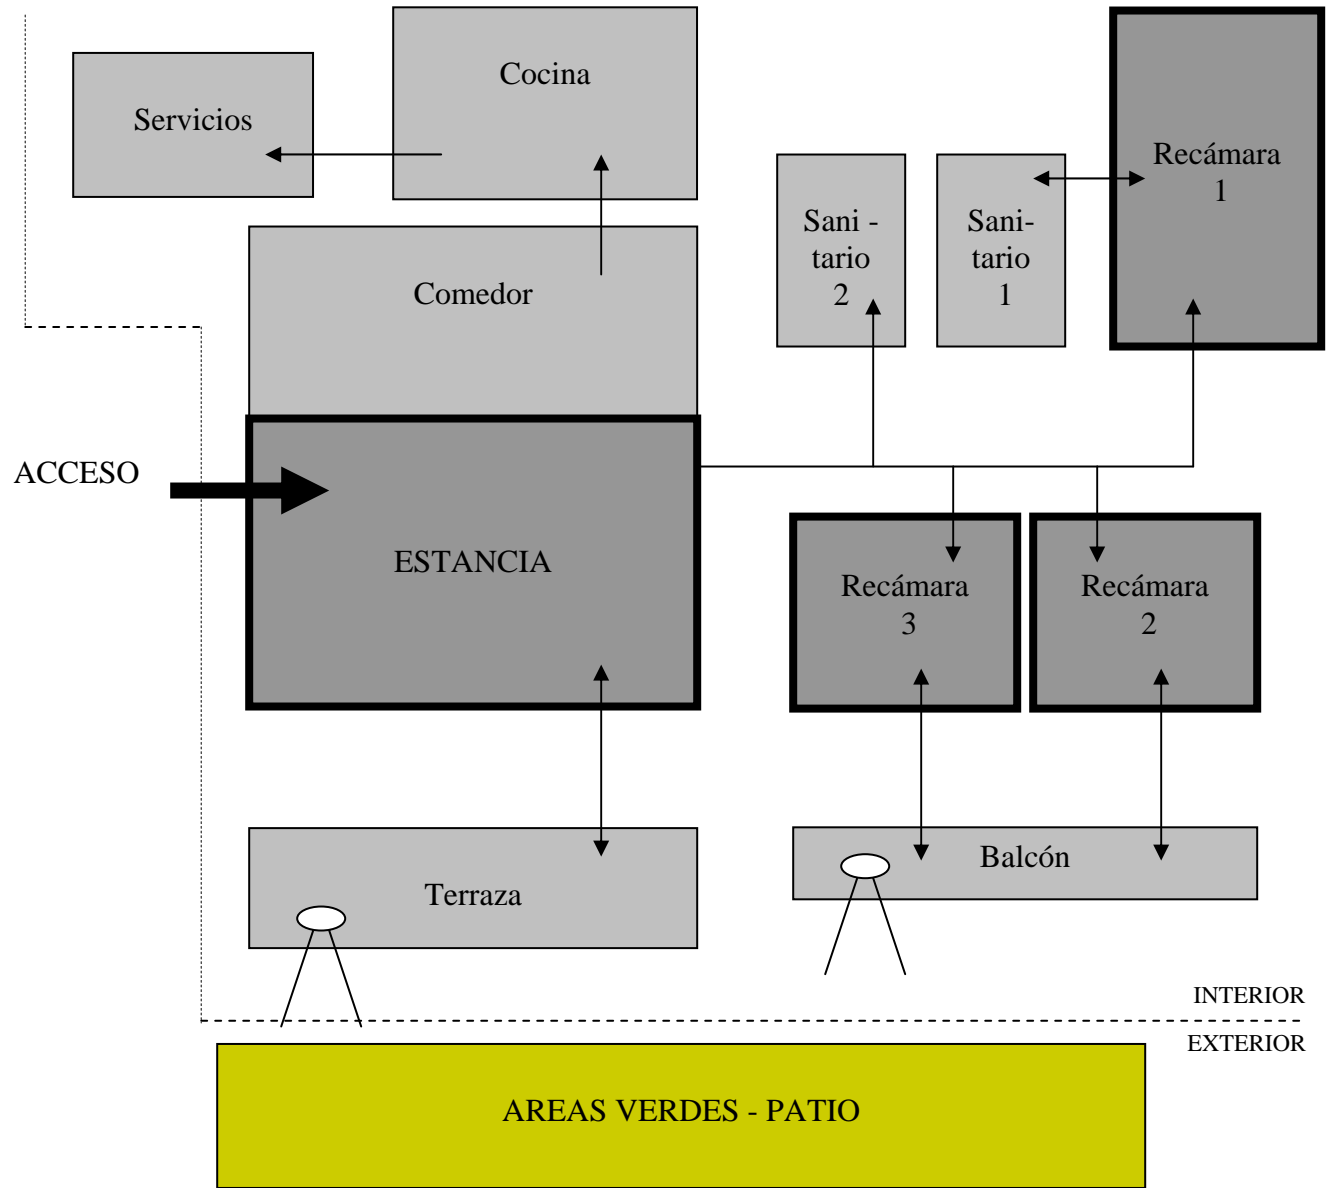 Cocina
Servicios
Recámara
1
Sani -
tario
2
Sani-
tario
1
Comedor
ACCESO
ESTANCIA
Recámara
3
Recámara
2
Balcón
Terraza
INTERIOR
EXTERIOR
AREAS VERDES - PATIO